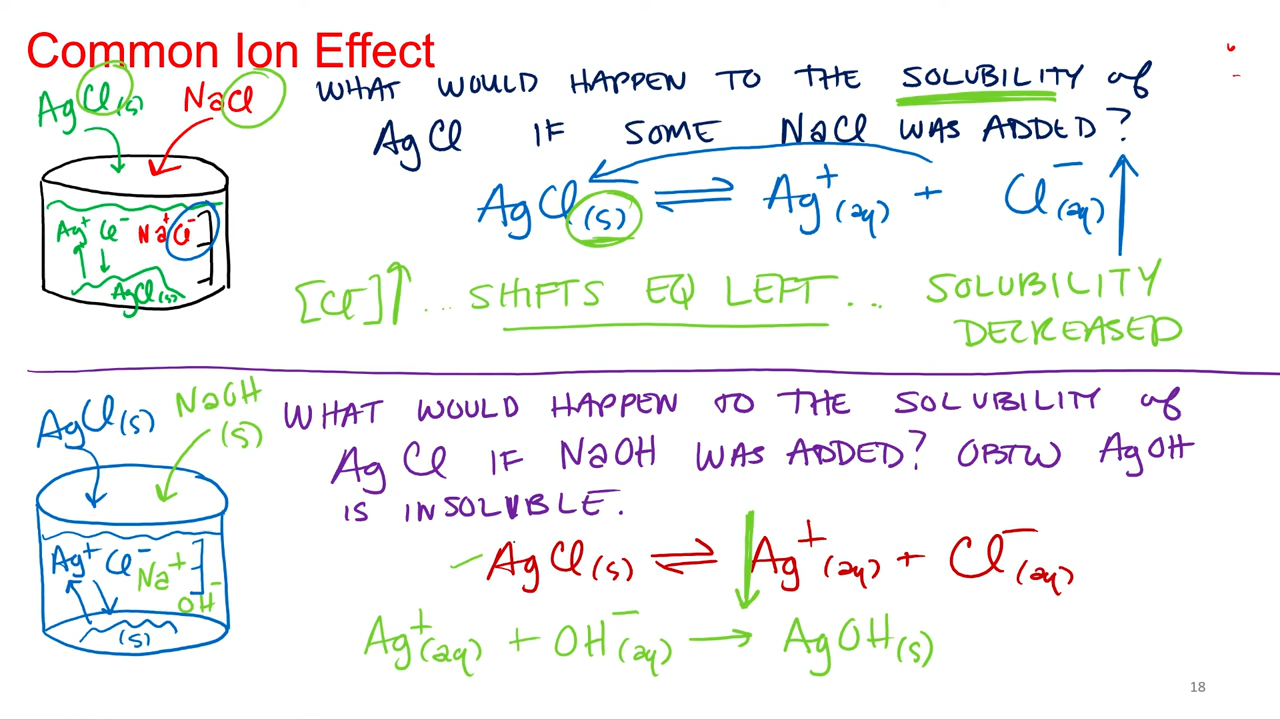 Common Ion Effect
AgCl(s) NaCl
WHAT WOULD HAPPEN TO THE SOLUBILITY of
AgCl IF SOME NaCl WAS ADDED?
AgCl(s) ⇌ Ag⁺(aq) + Cl⁻(aq)
Ag⁺ Cl⁻ Na⁺ Cl⁻
AgCl(s)
[Cl⁻]↑ ... SHIFTS EQ LEFT ... SOLUBILITY
DECREASED
AgCl(s) NaOH
(s)
WHAT WOULD HAPPEN TO THE SOLUBILITY of
AgCl IF NaOH WAS ADDED? OBTW AgOH
IS INSOLUBLE.
Ag⁺ Cl⁻ Na⁺
OH⁻
(s)
AgCl(s) ⇌ Ag⁺(aq) + Cl⁻(aq)
Ag⁺(aq) + OH⁻(aq) → AgOH(s)
18